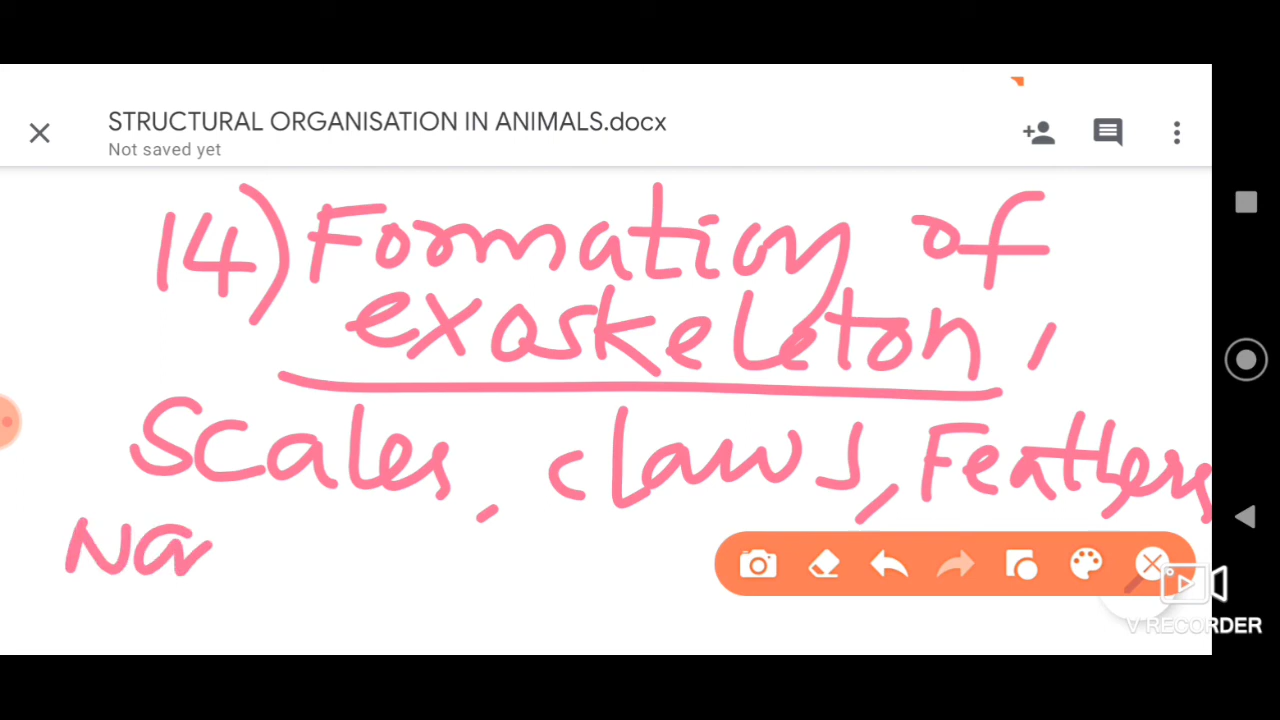 STRUCTURAL ORGANISATION IN ANIMALS.docx
Not saved yet
14) Formation of
exoskeleton,
Scales, claws, Feathers
Na
V RECORDER